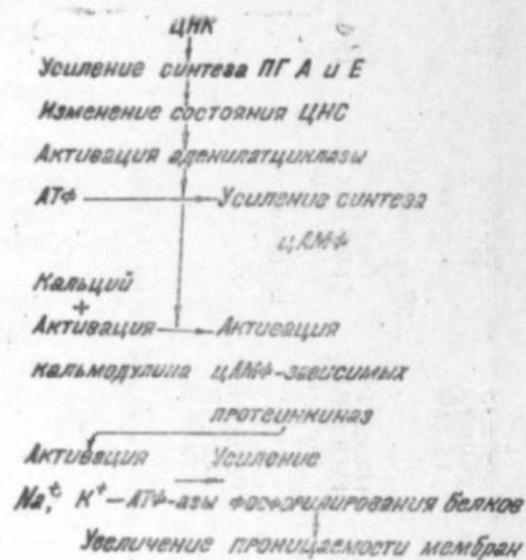 ЦНК
Усиление синтеза ПГ А и Е
Изменение состояния ЦНС
Активация аденилатциклазы
АТФ Усиление синтеза
цАМФ
Кальций
+
Активация Активация
кальмодулина цАМФ-зависимых
протеинкиназ
Активация Усиление
Na,⁺ K⁺-АТФ-азы фосфорилирования белков
Увеличение проницаемости мембран